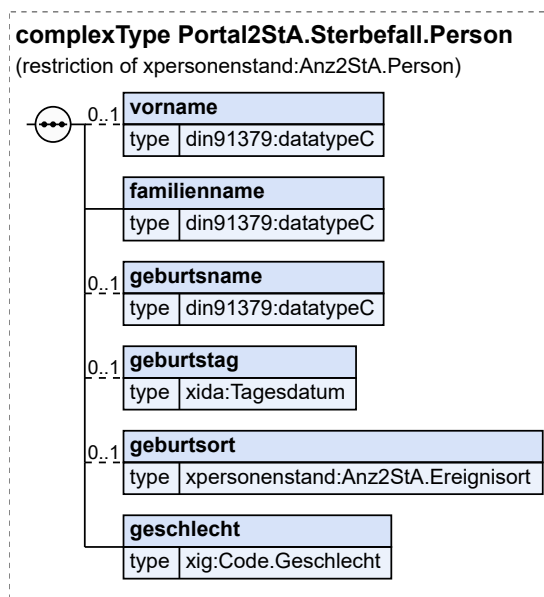 complexType Portal2StA.Sterbefall.Person
(restriction of xpersonenstand:Anz2StA.Person)
0..1 vorname
type din91379:datatypeC
familienname
type din91379:datatypeC
0..1 geburtsname
type din91379:datatypeC
0..1 geburtstag
type xida:Tagesdatum
0..1 geburtsort
type xpersonenstand:Anz2StA.Ereignisort
geschlecht
type xig:Code.Geschlecht